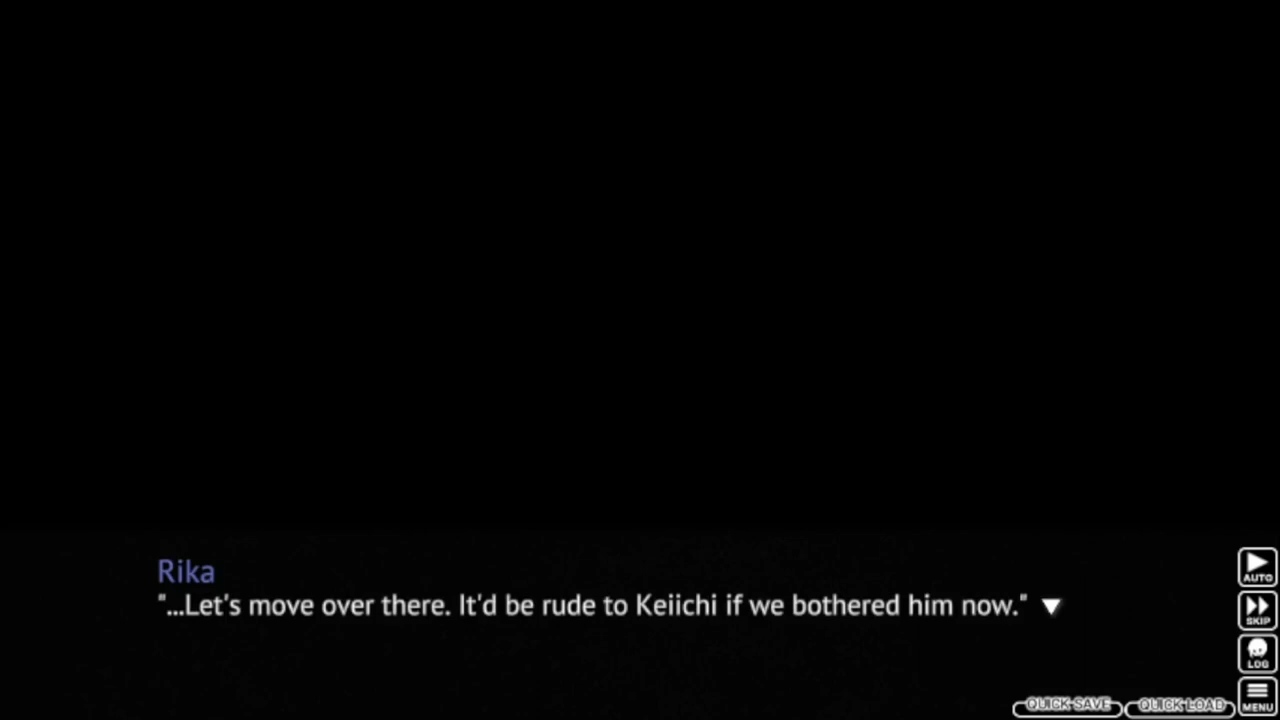 Rika
"...Let's move over there. It'd be rude to Keiichi if we bothered him now."
AUTO
SKIP
LOG
MENU
QUICK SAVE QUICK LOAD